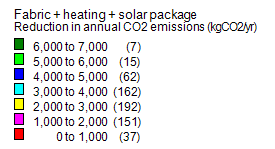 Fabric + heating + solar package
Reduction in annual CO2 emissions (kgCO2/yr)
6,000 to 7,000 (7)
5,000 to 6,000 (15)
4,000 to 5,000 (62)
3,000 to 4,000 (162)
2,000 to 3,000 (192)
1,000 to 2,000 (151)
0 to 1,000 (37)